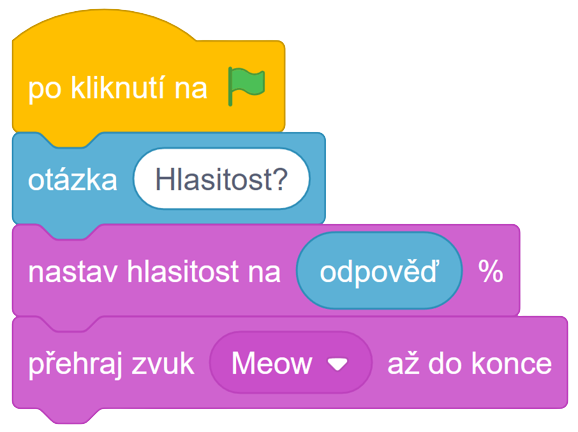 po kliknutí na
otázka Hlasitost?
nastav hlasitost na odpověď %
přehraj zvuk Meow až do konce